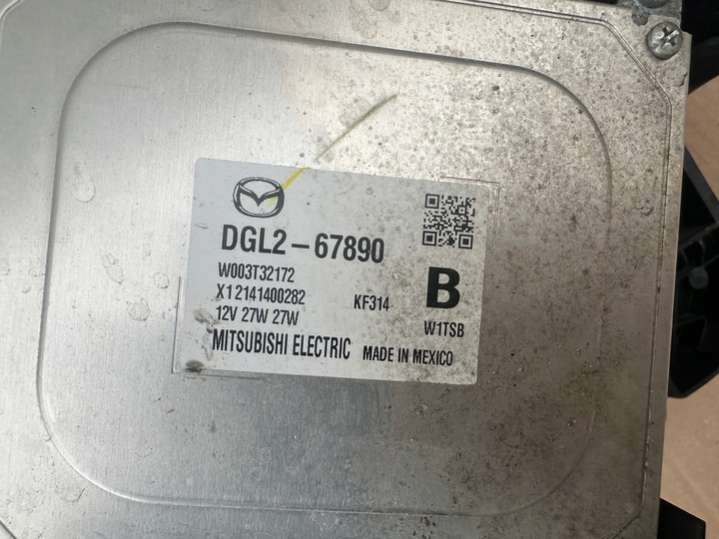 DGL2-67890
W003T32172
X12141400282 KF314
12V 27W 27W
B
W1TSB
MITSUBISHI ELECTRIC MADE IN MEXICO